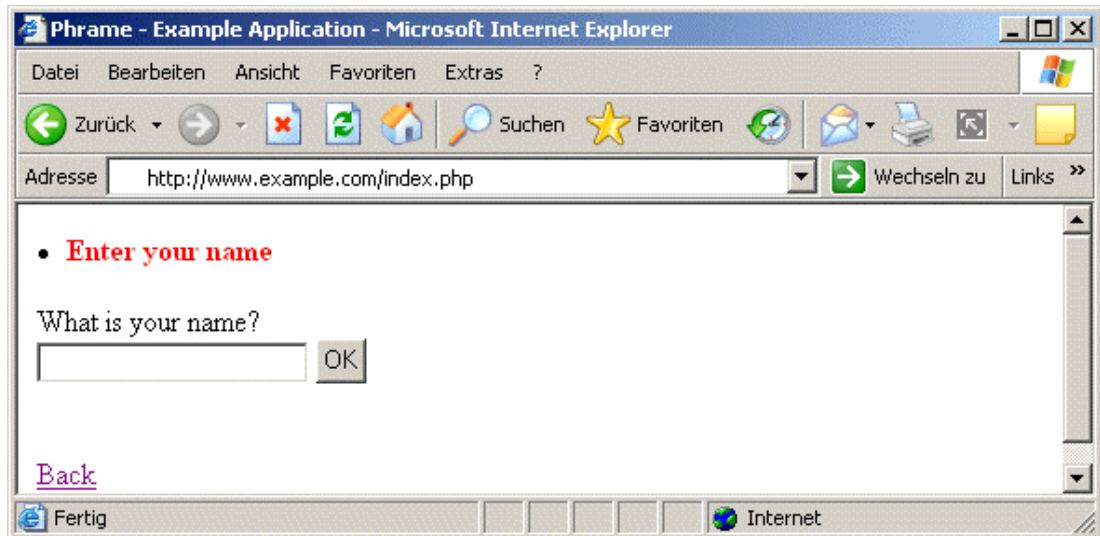 Phrame - Example Application - Microsoft Internet Explorer
Datei Bearbeiten Ansicht Favoriten Extras ?
Zurück Suchen Favoriten
Adresse http://www.example.com/index.php Wechseln zu Links »
• Enter your name
What is your name?
OK
Back
Fertig Internet